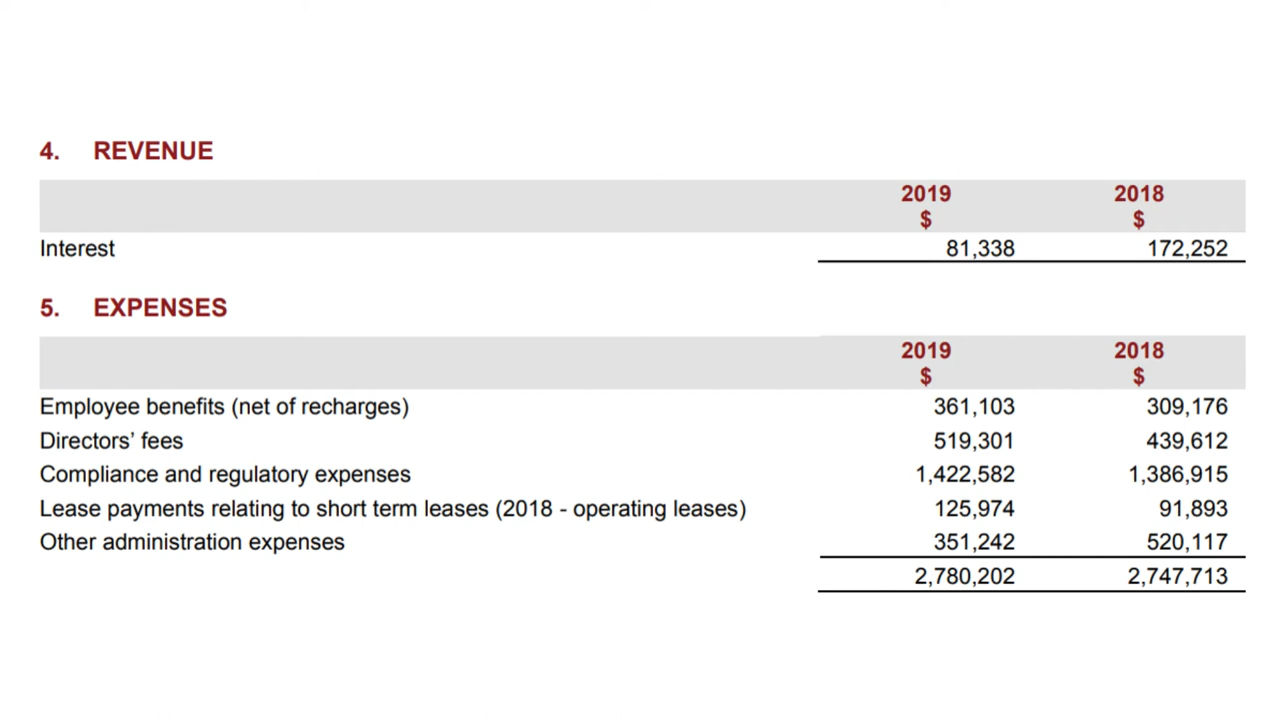 4. REVENUE
2019 2018
$ $
Interest 81,338 172,252
5. EXPENSES
2019 2018
$ $
Employee benefits (net of recharges) 361,103 309,176
Directors’ fees 519,301 439,612
Compliance and regulatory expenses 1,422,582 1,386,915
Lease payments relating to short term leases (2018 - operating leases) 125,974 91,893
Other administration expenses 351,242 520,117
2,780,202 2,747,713